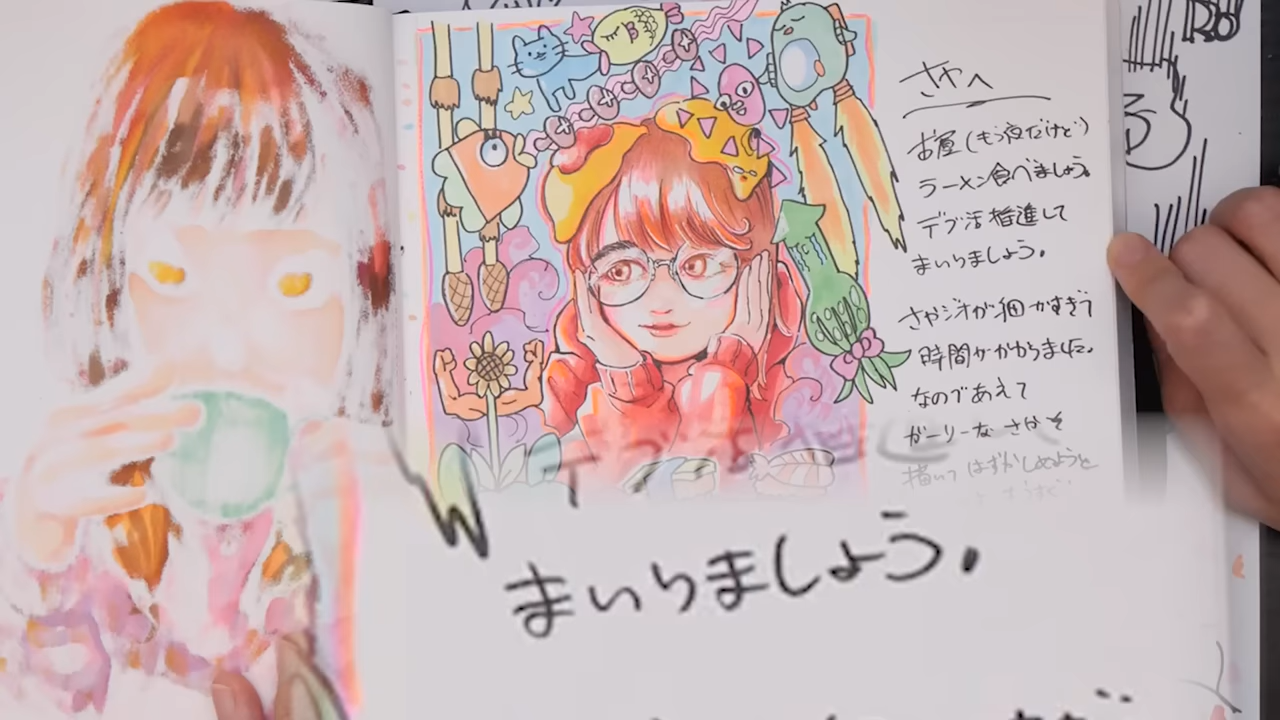 さやへ
お昼(もう夜だけど)
ラーメン食べましょう。
デブ活推進して
まいりましょう。
さやジオが細かすぎて
時間がかかりました。
なのであえて
ガーリーなさやを
描いてはずかしめようと
まいりましょう。